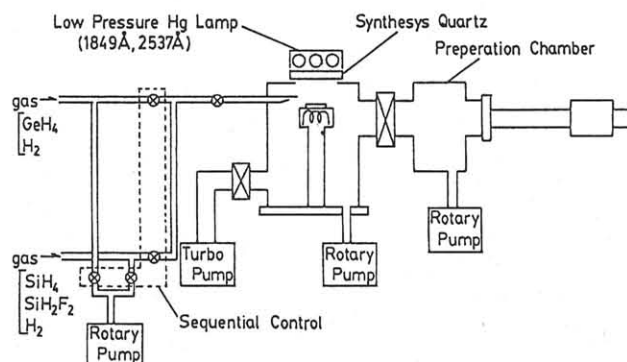 Low Pressure Hg Lamp
(1849Å, 2537Å)
Synthesys Quartz
Preperation Chamber
gas
GeH₄
H₂
gas
SiH₄
SiH₂F₂
H₂
Rotary
Pump
Sequential Control
Turbo
Pump
Rotary
Pump
Rotary
Pump